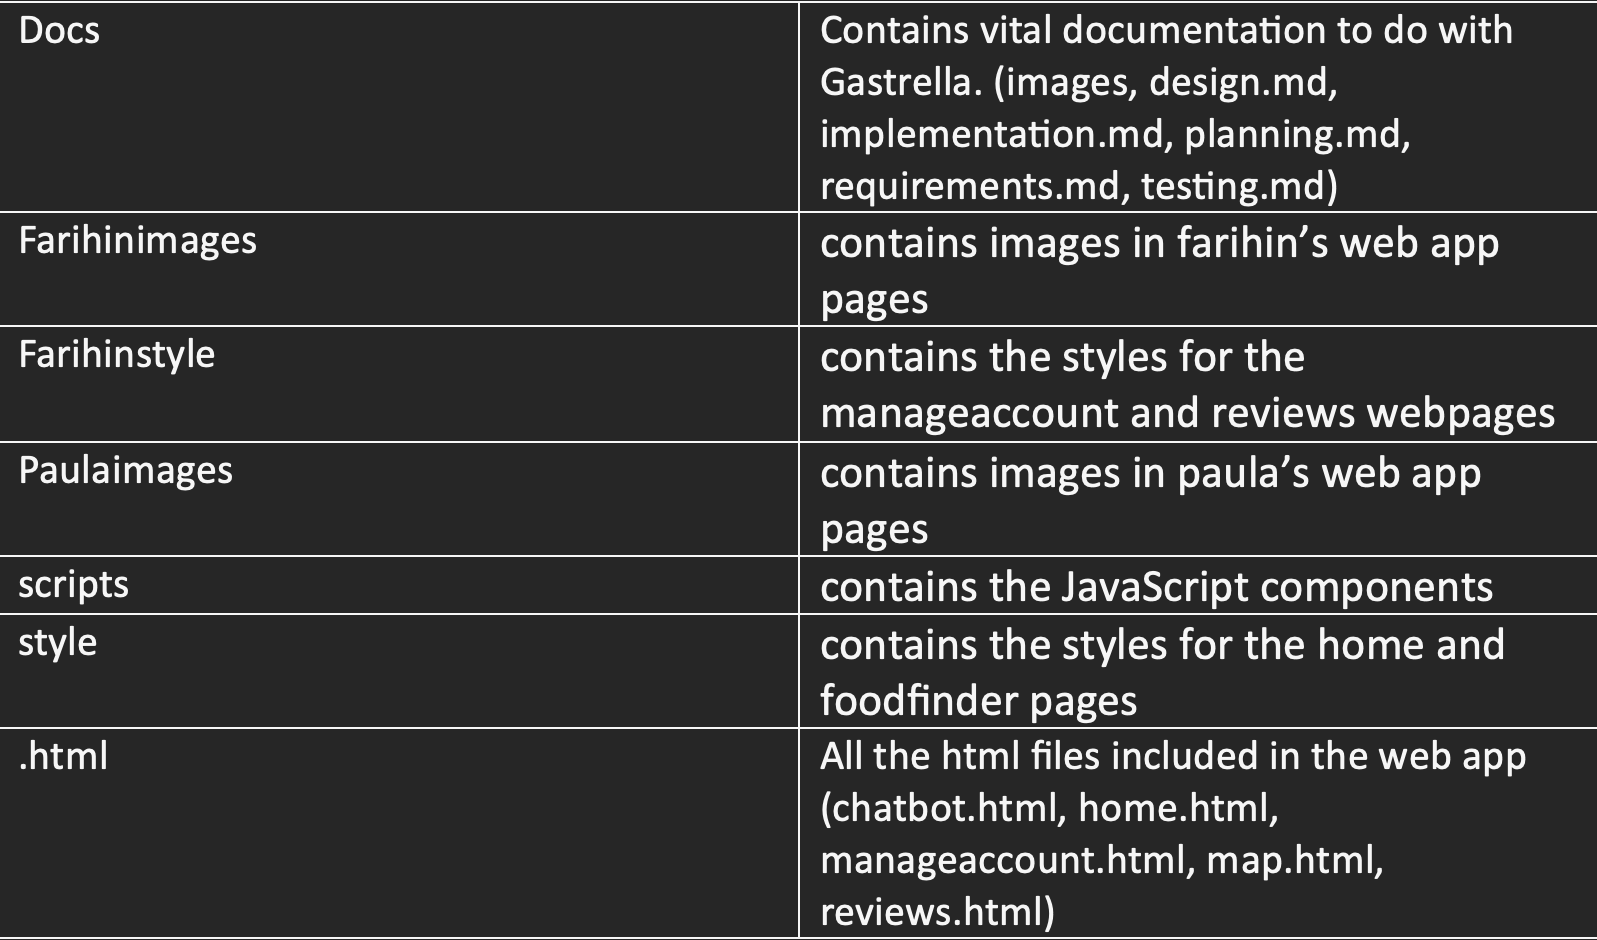 Docs
Contains vital documentation to do with
Gastrella. (images, design.md,
implementation.md, planning.md,
requirements.md, testing.md)
Farihinimages
contains images in farihin’s web app
pages
Farihinstyle
contains the styles for the
manageaccount and reviews webpages
Paulaimages
contains images in paula’s web app
pages
scripts
contains the JavaScript components
style
contains the styles for the home and
foodfinder pages
.html
All the html files included in the web app
(chatbot.html, home.html,
manageaccount.html, map.html,
reviews.html)